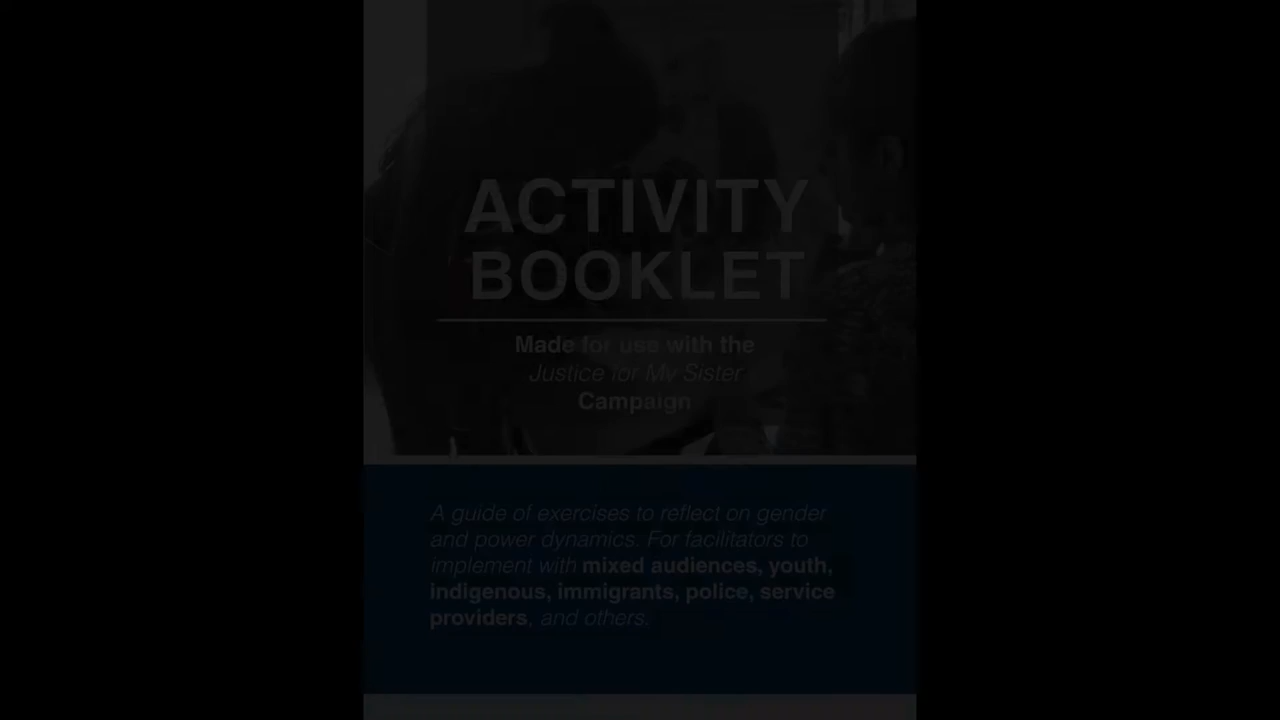 ACTIVITY
BOOKLET
Made for use with the
Justice for My Sister
Campaign
A guide of exercises to reflect on gender
and power dynamics. For facilitators to
implement with mixed audiences, youth,
indigenous, immigrants, police, service
providers, and others.